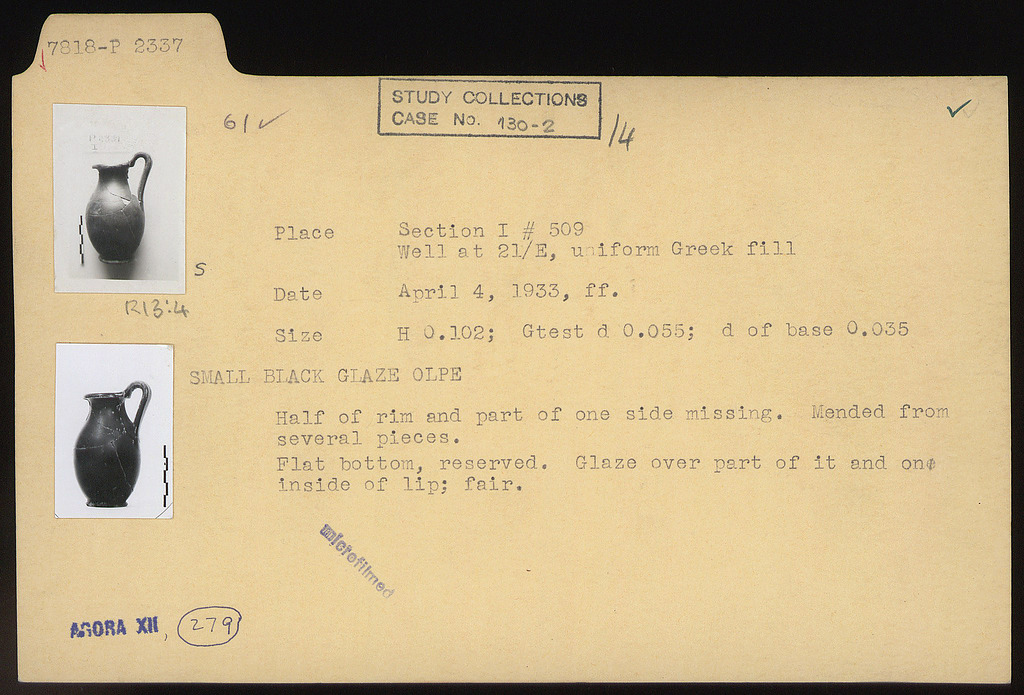 7818-P 2337
STUDY COLLECTIONS
CASE No. 130-2
/4
61 ✓
S
R13:4
Place Section I # 509
Well at 21/E, uniform Greek fill
Date April 4, 1933, ff.
Size H 0.102; Gtest d 0.055; d of base 0.035
SMALL BLACK GLAZE OLPE
Half of rim and part of one side missing. Mended from
several pieces.
Flat bottom, reserved. Glaze over part of it and on
inside of lip; fair.
microfilmed
AGORA XII, 279